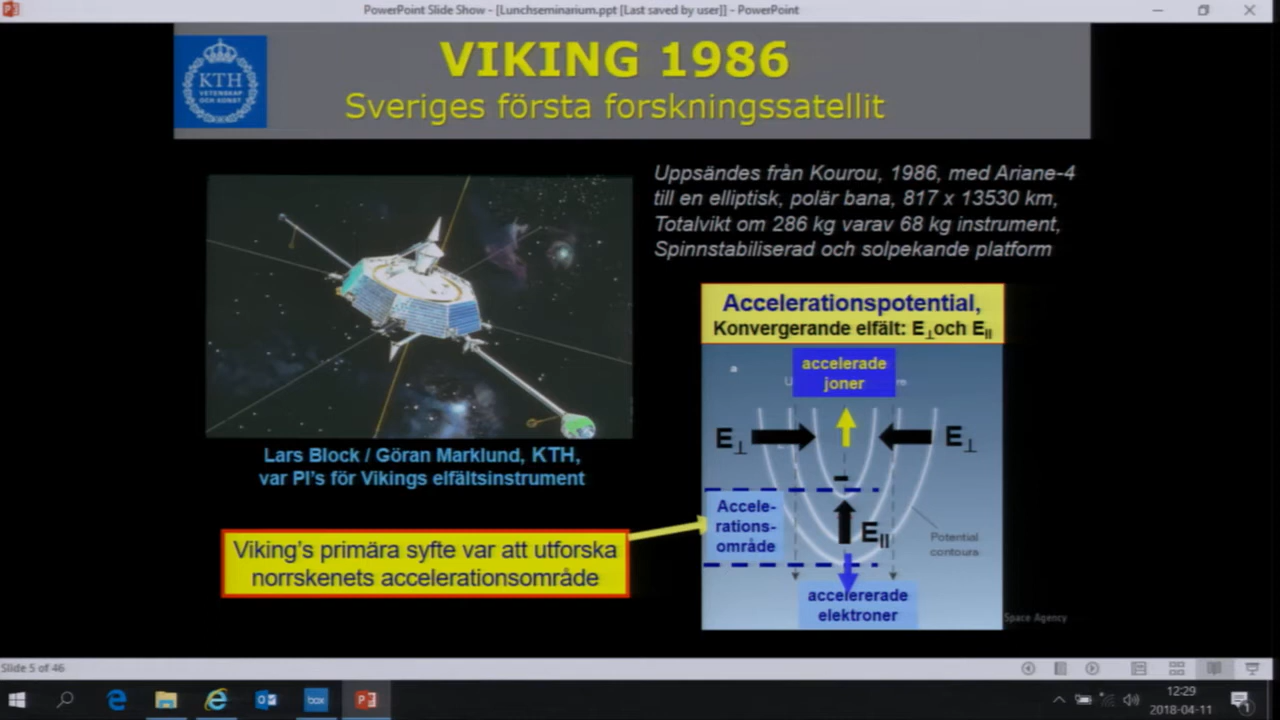 PowerPoint Slide Show - [Lunchseminarium.ppt [Last saved by user]] - PowerPoint
KTH
VETENSKAP
OCH KONST
VIKING 1986
Sveriges första forskningssatellit
Uppsändes från Kourou, 1986, med Ariane-4
till en elliptisk, polär bana, 817 x 13530 km,
Totalvikt om 286 kg varav 68 kg instrument,
Spinnstabiliserad och solpekande platform
Lars Block / Göran Marklund, KTH,
var PI's för Vikings elfältsinstrument
Viking's primära syfte var att utforska
norrskenets accelerationsområde
Accelerationspotential,
Konvergerande elfält: E⊥och E||
a
accelerade
joner
E⊥
E⊥
-
Accele-
rations-
område
E||
Potential
contours
accelererade
elektroner
Space Agency
Slide 5 of 46
box
12:29
2018-04-11
1